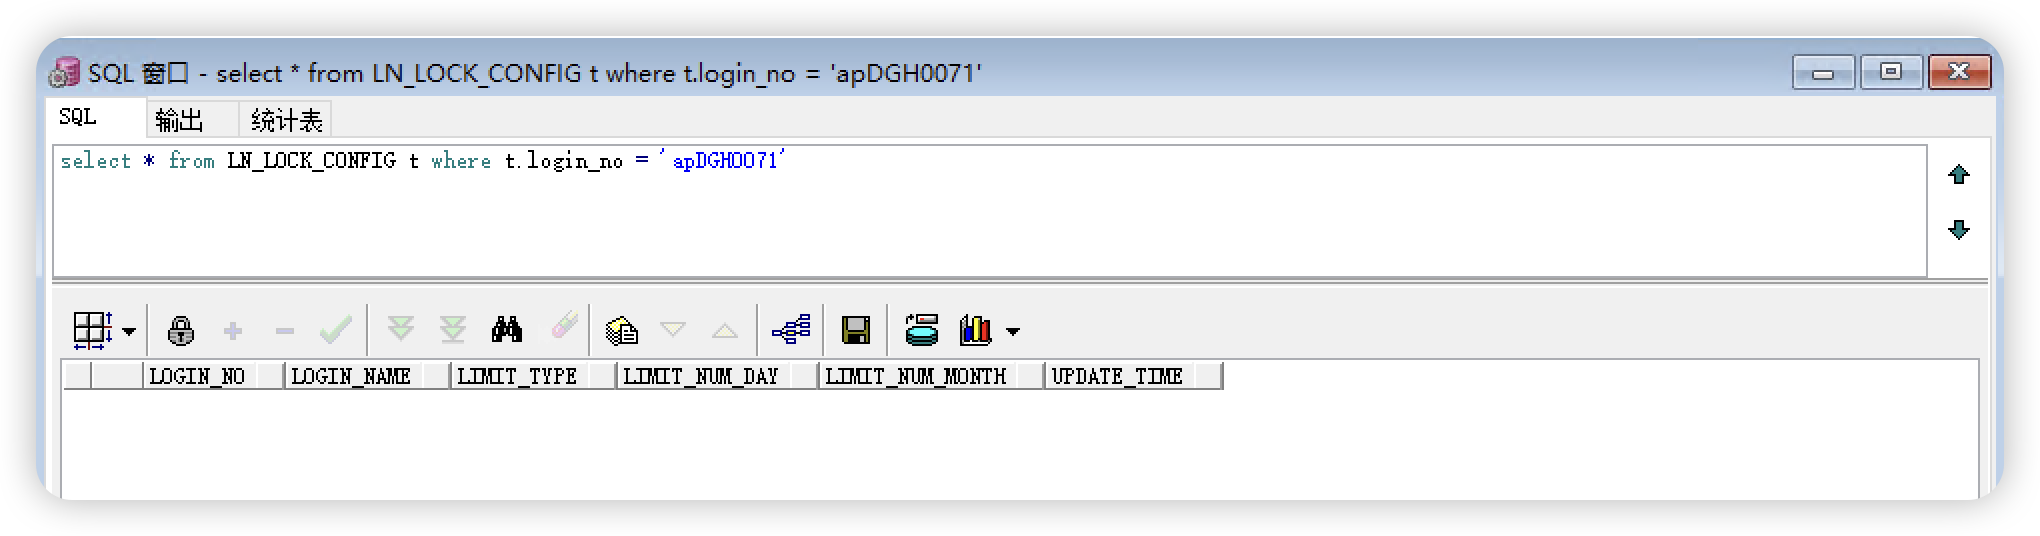 SQL 窗口 - select * from LN_LOCK_CONFIG t where t.login_no = 'apDGH0071'
SQL 输出 统计表
select * from LN_LOCK_CONFIG t where t.login_no = 'apDGH0071'
LOGIN_NO LOGIN_NAME LIMIT_TYPE LIMIT_NUM_DAY LIMIT_NUM_MONTH UPDATE_TIME